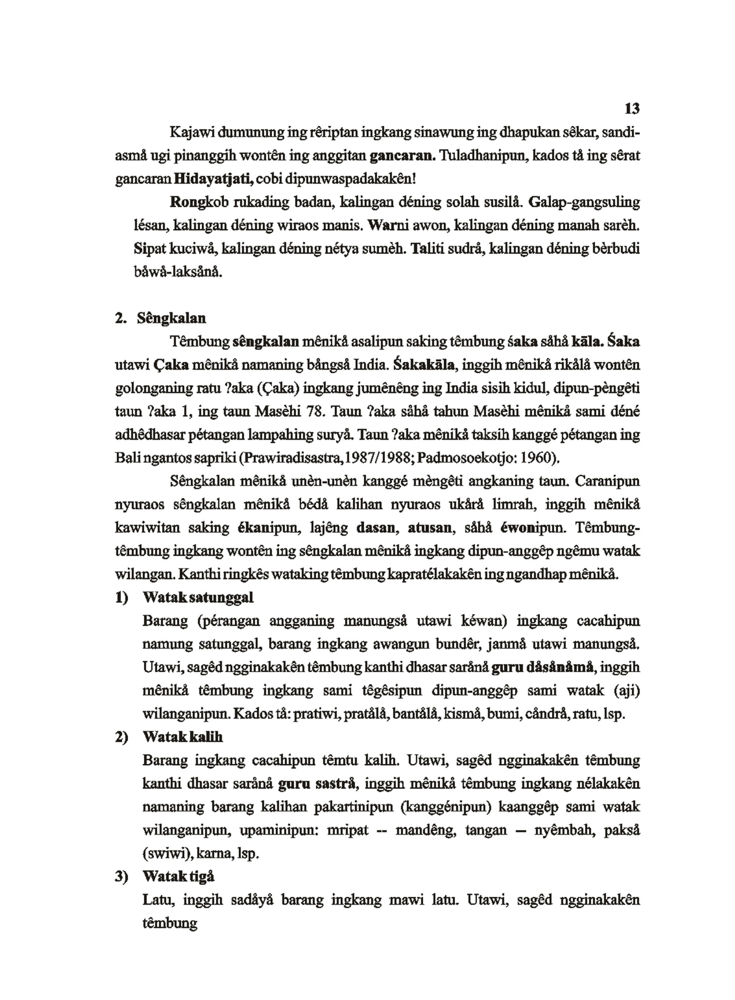 13
Kajawi dumunung ing rêriptan ingkang sinawung ing dhapukan sêkar, sandi-
asmå ugi pinanggih wontên ing anggitan gancaran. Tuladhanipun, kados tå ing sêrat
gancaran Hidayatjati, cobi dipunwaspadakakên!
Rongkob rukading badan, kalingan déning solah susilå. Galap-gangsuling
lésan, kalingan déning wiraos manis. Warni awon, kalingan déning manah sarèh.
Sipat kuciwå, kalingan déning nétya sumèh. Taliti sudrå, kalingan déning bèrbudi
båwå-laksånå.
2. Sêngkalan
Têmbung sêngkalan mênikå asalipun saking têmbung śaka såhå kāla. Śaka
utawi Çaka mênikå namaning bångså India. Śakakāla, inggih mênikå rikålå wontên
golonganing ratu ?aka (Çaka) ingkang jumênêng ing India sisih kidul, dipun-pèngêti
taun ?aka 1, ing taun Masèhi 78. Taun ?aka såhå tahun Masèhi mênikå sami déné
adhêdhasar pétangan lampahing suryå. Taun ?aka mênikå taksih kanggé pétangan ing
Bali ngantos sapriki (Prawiradisastra,1987/1988; Padmosoekotjo: 1960).
Sêngkalan mênikå unèn-unèn kanggé mèngêti angkaning taun. Caranipun
nyuraos sêngkalan mênikå bédå kalihan nyuraos ukårå limrah, inggih mênikå
kawiwitan saking ékanipun, lajêng dasan, atusan, såhå éwonipun. Têmbung-
têmbung ingkang wontên ing sêngkalan mênikå ingkang dipun-anggêp ngêmu watak
wilangan. Kanthi ringkês wataking têmbung kapratélakakên ing ngandhap mênikå.
1) Watak satunggal
Barang (pérangan angganing manungså utawi kéwan) ingkang cacahipun
namung satunggal, barang ingkang awangun bundêr, janmå utawi manungså.
Utawi, sagêd ngginakakên têmbung kanthi dhasar sarånå guru dåsånåmå, inggih
mênikå têmbung ingkang sami têgêsipun dipun-anggêp sami watak (aji)
wilanganipun. Kados tå: pratiwi, pratålå, bantålå, kismå, bumi, cåndrå, ratu, lsp.
2) Watak kalih
Barang ingkang cacahipun têmtu kalih. Utawi, sagêd ngginakakên têmbung
kanthi dhasar sarånå guru sastrå, inggih mênikå têmbung ingkang nélakakên
namaning barang kalihan pakartinipun (kanggénipun) kaanggêp sami watak
wilanganipun, upaminipun: mripat -- mandêng, tangan – nyêmbah, pakså
(swiwi), karna, lsp.
3) Watak tigå
Latu, inggih sadåyå barang ingkang mawi latu. Utawi, sagêd ngginakakên
têmbung